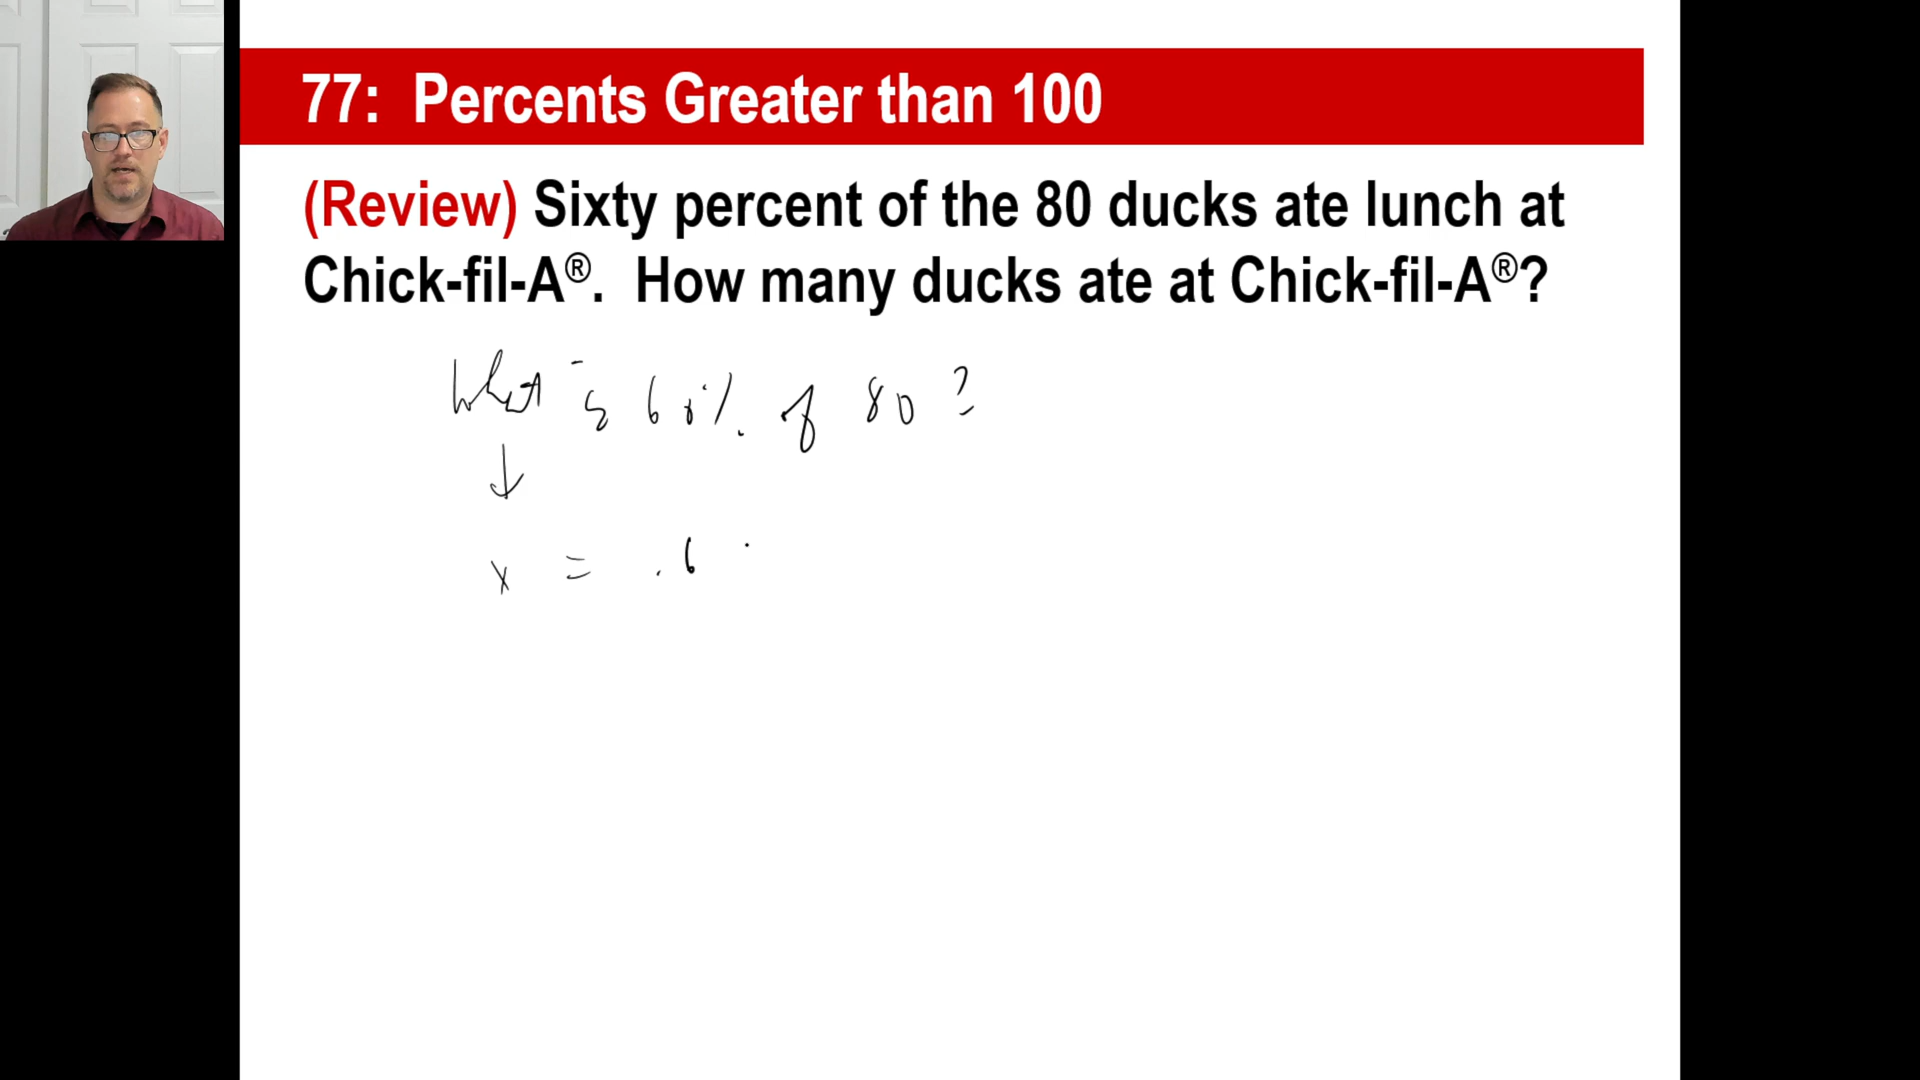 77: Percents Greater than 100
(Review) Sixty percent of the 80 ducks ate lunch at
Chick-fil-A®. How many ducks ate at Chick-fil-A®?
What is 60% of 80?
x = .6 ·